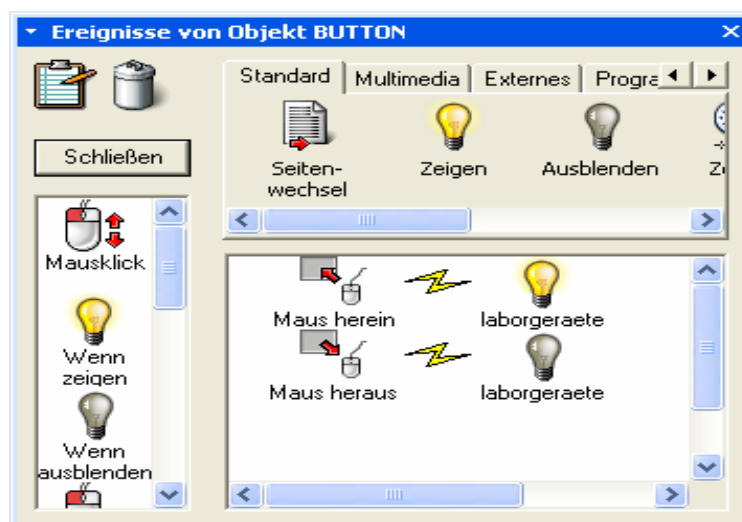 Ereignisse von Objekt BUTTON
Standard
Multimedia
Externes
Progra
Schließen
Seiten-
wechsel
Zeigen
Ausblenden
Mausklick
Wenn
zeigen
Wenn
ausblenden
Maus herein
laborgeraete
Maus heraus
laborgeraete